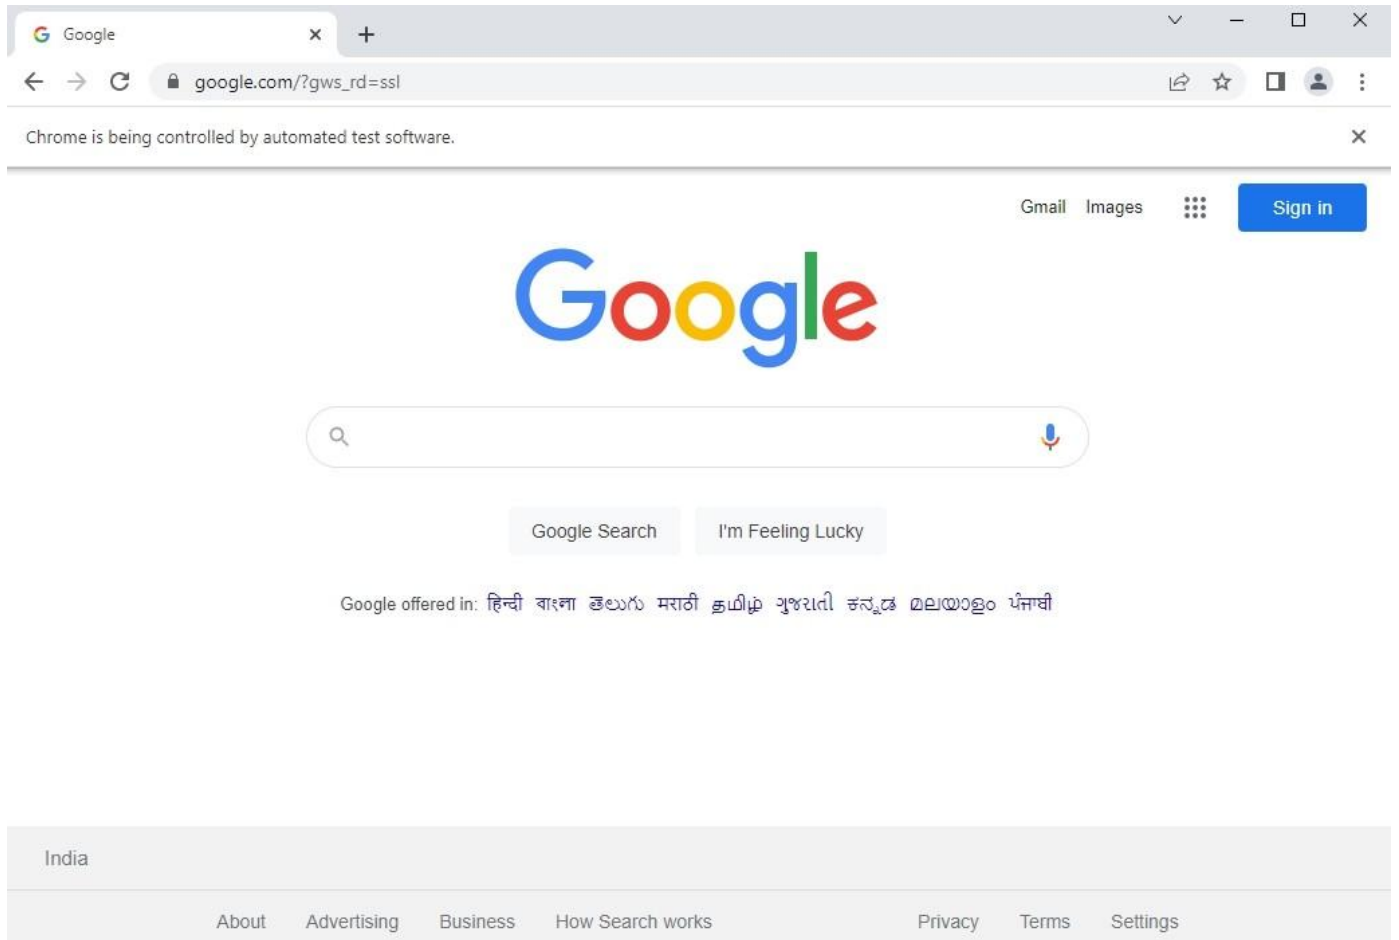 Google
google.com/?gws_rd=ssl
Chrome is being controlled by automated test software.
Gmail Images Sign in
Google
Google Search I'm Feeling Lucky
Google offered in: हिन्दी বাংলা తెలుగు मराठी தமிழ் ગુજરાતી ಕನ್ನಡ മലയാളം ਪੰਜਾਬੀ
India
About Advertising Business How Search works Privacy Terms Settings